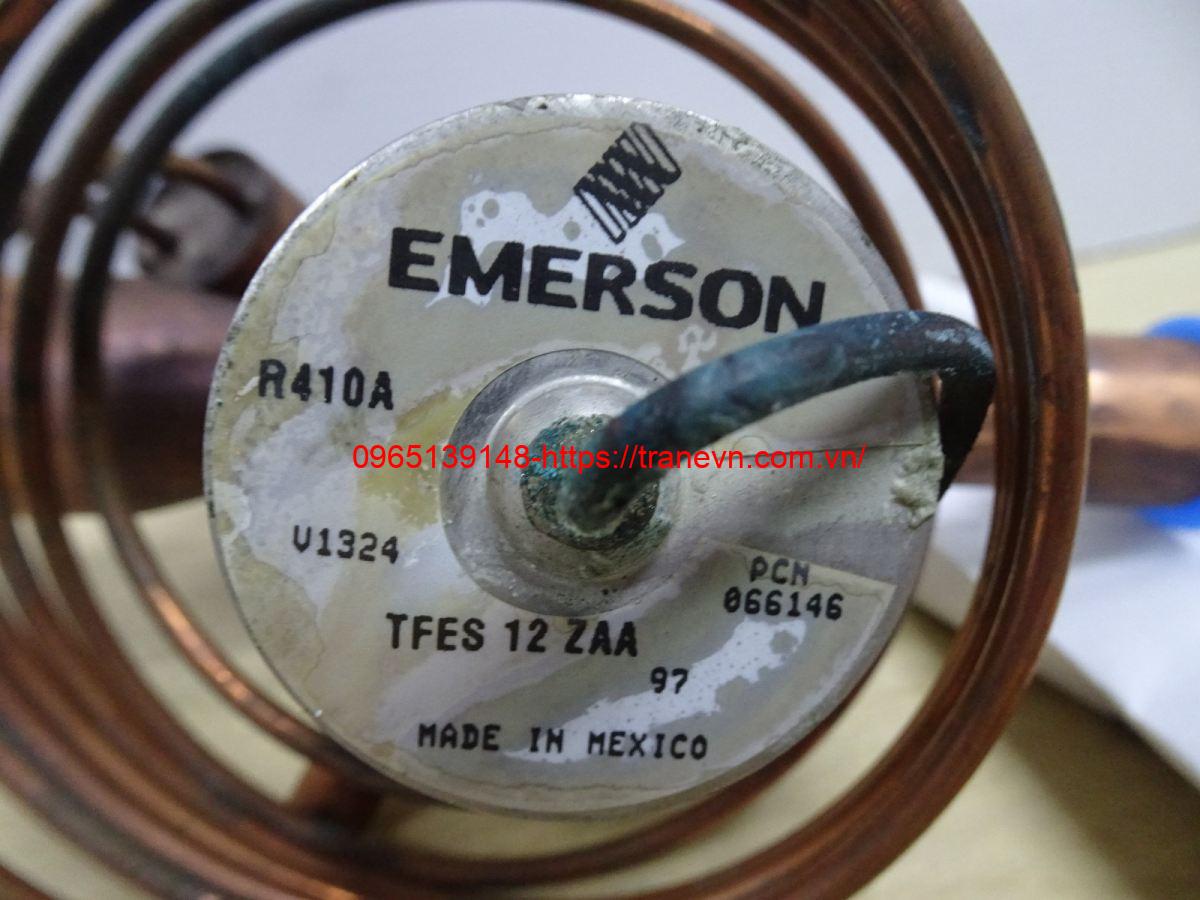 EMERSON
R410A
0965139148-https://tranevn.com.vn/
V1324
PCN
066146
TFES 12 ZAA
97
MADE IN MEXICO